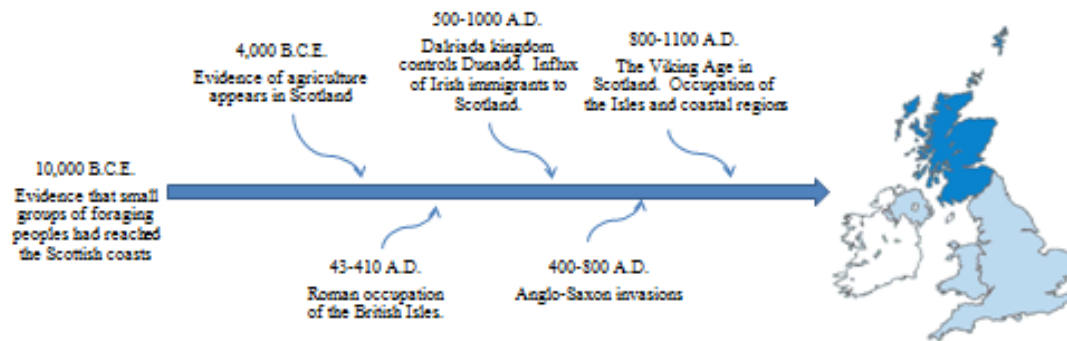 10,000 B.C.E.
Evidence that small
groups of foraging
peoples had reached
the Scottish coasts
4,000 B.C.E.
Evidence of agriculture
appears in Scotland
43-410 A.D.
Roman occupation
of the British Isles.
500-1000 A.D.
Dalriada kingdom
controls Dunadd. Influx
of Irish immigrants to
Scotland.
400-800 A.D.
Anglo-Saxon invasions
800-1100 A.D.
The Viking Age in
Scotland. Occupation of
the Isles and coastal regions